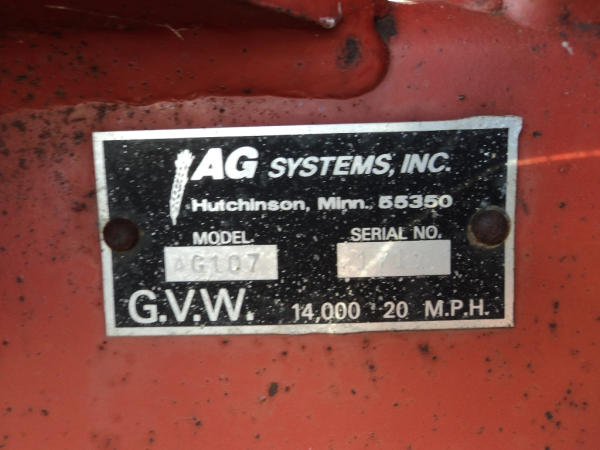 AG SYSTEMS, INC.
Hutchinson, Minn. 55350
MODEL SERIAL NO.
AG107
G.V.W. 14,000 20 M.P.H.